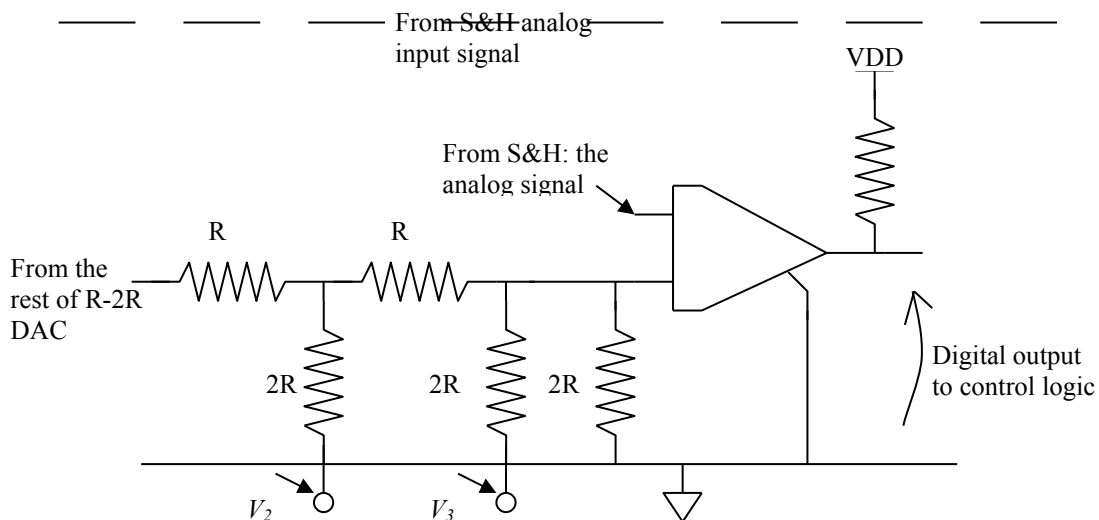 From S&H analog
input signal
VDD
From S&H: the
analog signal
R
R
From the
rest of R-2R
DAC
2R
2R
2R
Digital output
to control logic
V2
V3